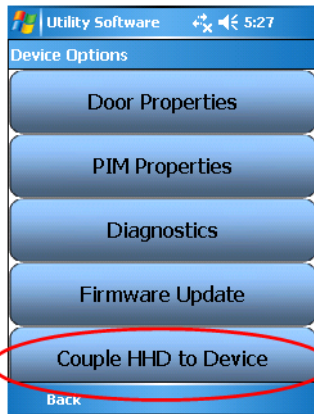 Utility Software 5:27
Device Options
Door Properties
PIM Properties
Diagnostics
Firmware Update
Couple HHD to Device
Back